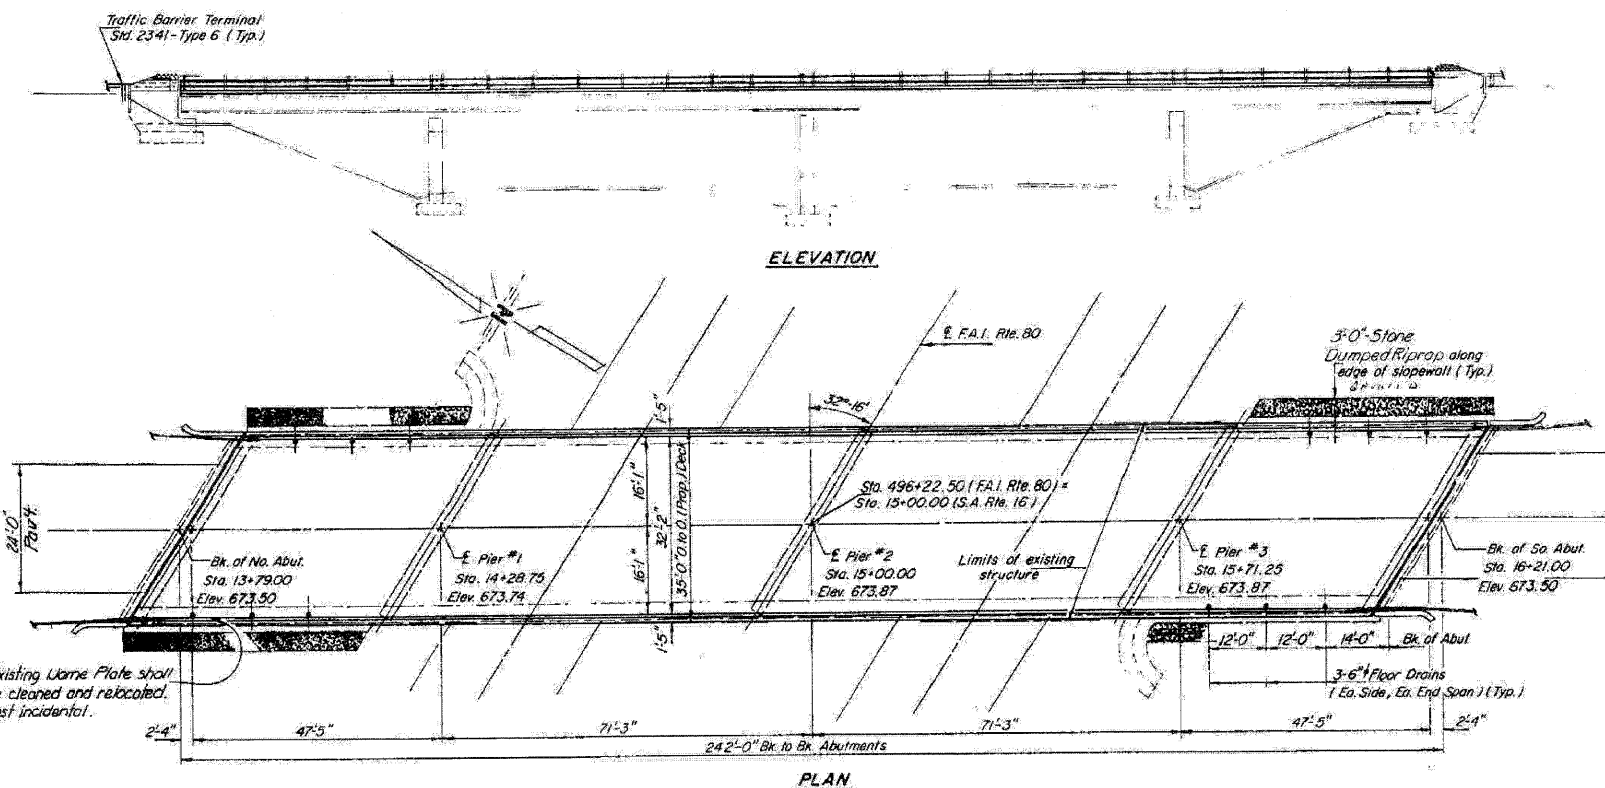 Traffic Barrier Terminal
Std. 2341-Type 6 (Typ.)
ELEVATION
N
℄ F.A.I. Rte. 80
3'-0"-Stone
Dumped Riprap along
edge of slopewall (Typ.)
32°-16'
1'-5"
16'-1"
32'-2"
16'-1"
35'-0" O. to O. (Prop.) Deck
1'-5"
24'-0"
Pav't.
Sta. 496+22.50 (F.A.I. Rte. 80) =
Sta. 15+00.00 (S.A. Rte. 16)
Bk. of No. Abut.
Sta. 13+79.00
Elev. 673.50
℄ Pier #1
Sta. 14+28.75
Elev. 673.74
℄ Pier #2
Sta. 15+00.00
Elev. 673.87
Limits of existing
structure
℄ Pier #3
Sta. 15+71.25
Elev. 673.87
Bk. of So. Abut.
Sta. 16+21.00
Elev. 673.50
12'-0"
12'-0"
14'-0"
Bk. of Abut.
3-6"ϕ Floor Drains
(Ea. Side, Ea. End Span) (Typ.)
xisting Name Plate shall
e cleaned and relocated.
st incidental.
2'-4"
47'-5"
71'-3"
71'-3"
47'-5"
2'-4"
242'-0" Bk. to Bk. Abutments
PLAN